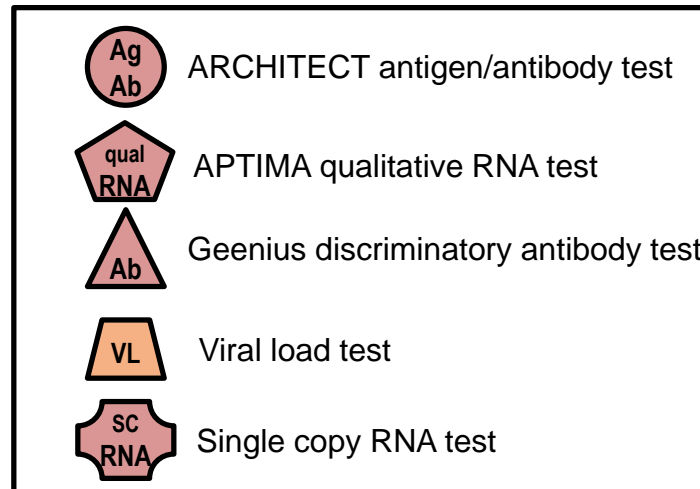 Ag
Ab
ARCHITECT antigen/antibody test
qual
RNA
APTIMA qualitative RNA test
Ab
Geenius discriminatory antibody test
VL
Viral load test
SC
RNA
Single copy RNA test